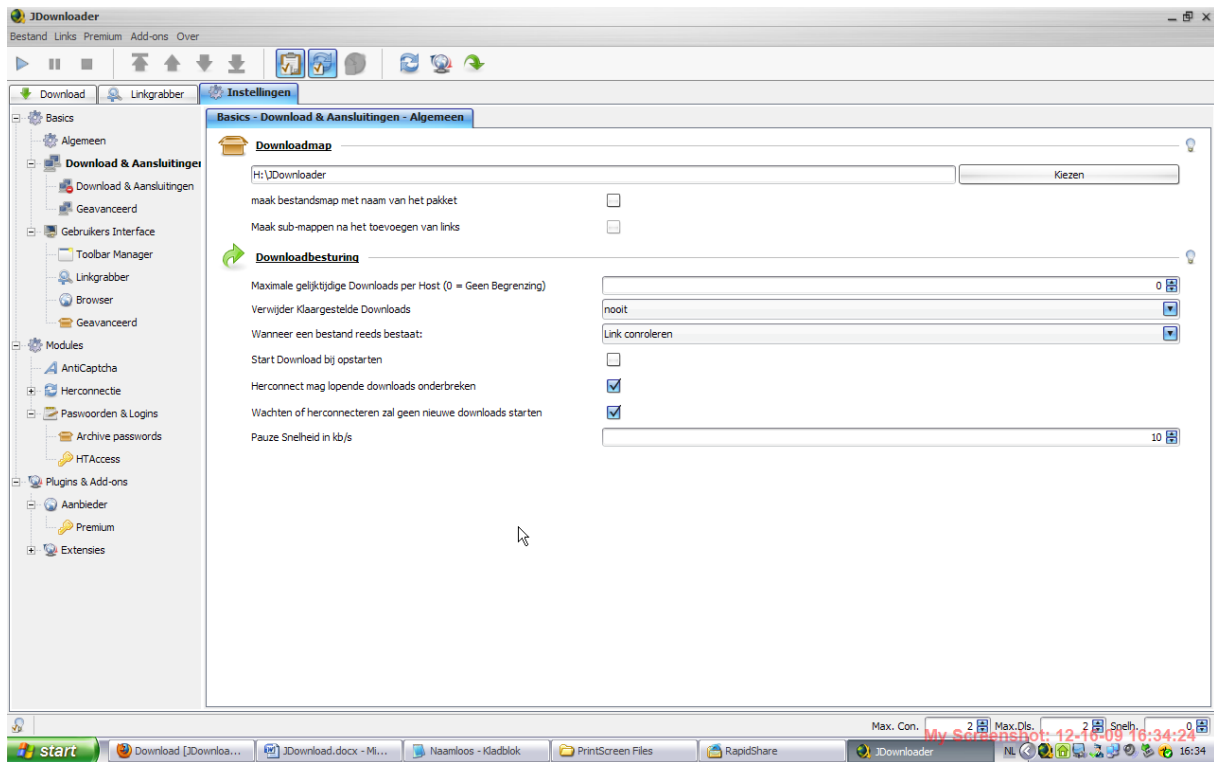 JDownloader
Bestand Links Premium Add-ons Over
Download Linkgrabber Instellingen
Basics
Algemeen
Download & Aansluitinger
Download & Aansluitingen
Geavanceerd
Gebruikers Interface
Toolbar Manager
Linkgrabber
Browser
Geavanceerd
Modules
AntiCaptcha
Herconnectie
Paswoorden & Logins
Archive passwords
HTAccess
Plugins & Add-ons
Aanbieder
Premium
Extensies
Basics - Download & Aansluitingen - Algemeen
Downloadmap
H:\JDownloader Kiezen
maak bestandsmap met naam van het pakket
Maak sub-mappen na het toevoegen van links
Downloadbesturing
Maximale gelijktijdige Downloads per Host (0 = Geen Begrenzing) 0
Verwijder Klaargestelde Downloads nooit
Wanneer een bestand reeds bestaat: Link conroleren
Start Download bij opstarten
Herconnect mag lopende downloads onderbreken
Wachten of herconnecteren zal geen nieuwe downloads starten
Pauze Snelheid in kb/s 10
Max. Con. 2 Max.Dls. 2 Snelh. 0
My Screenshot: 12-16-09 16:34:24
start Download [JDownloa... JDownload.docx - Mi... Naamloos - Kladblok PrintScreen Files RapidShare JDownloader NL 16:34